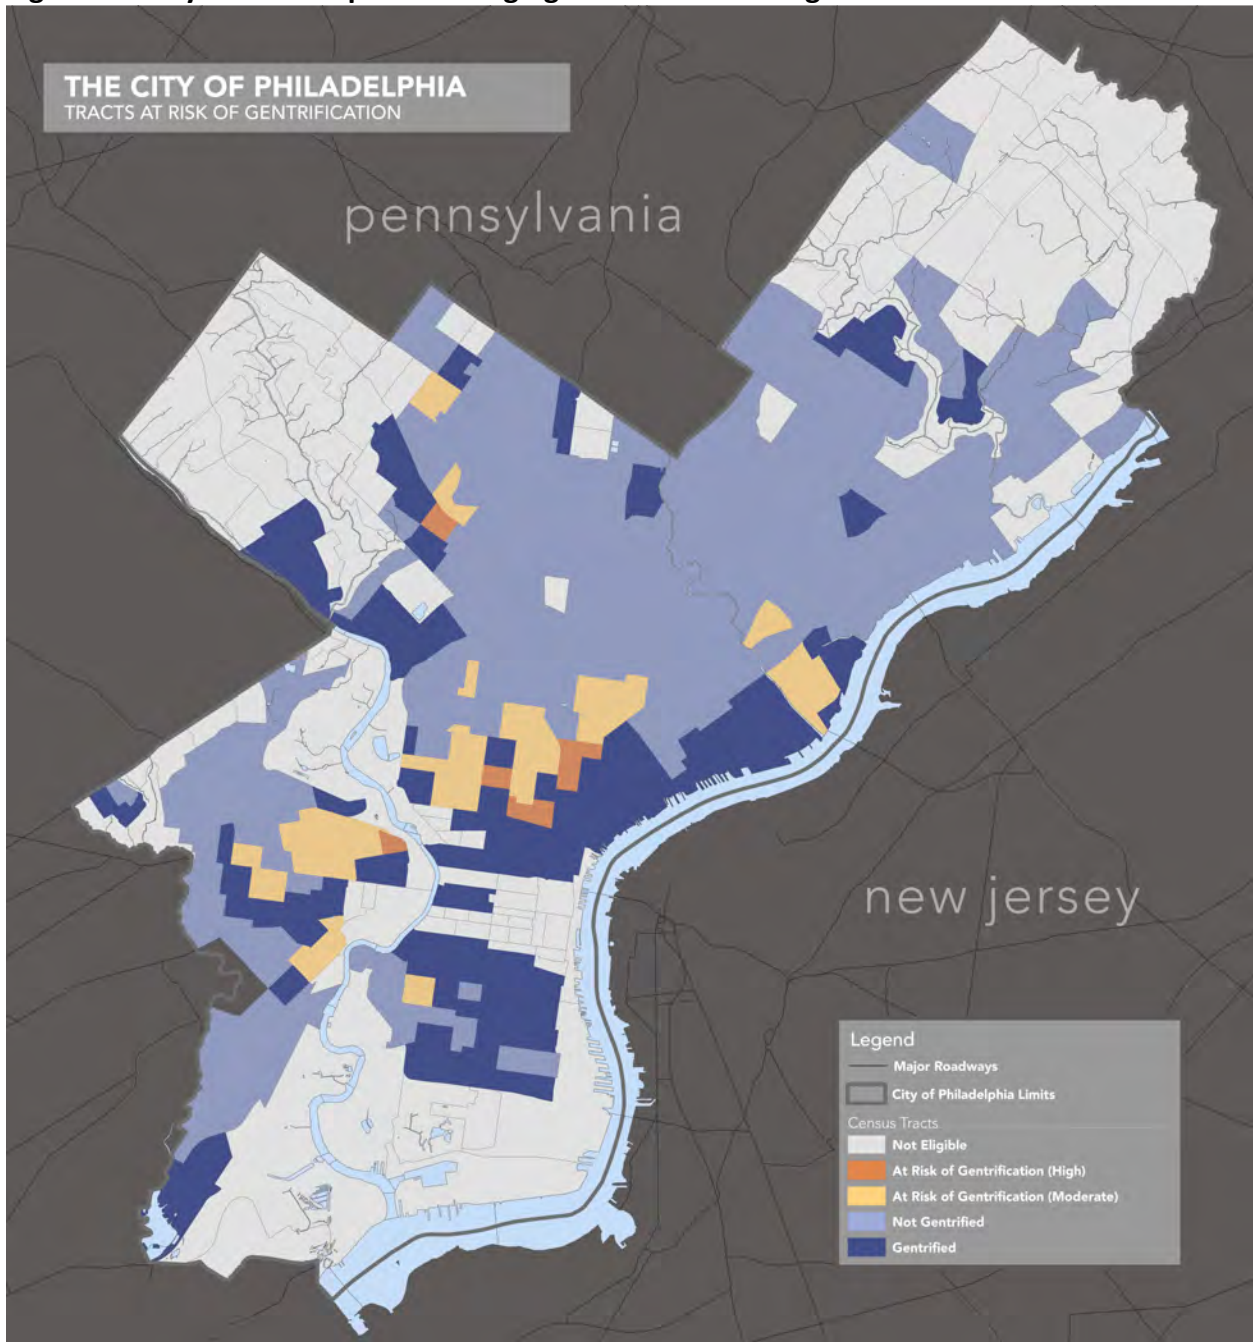 THE CITY OF PHILADELPHIA
TRACTS AT RISK OF GENTRIFICATION
pennsylvania
new jersey
Legend
Major Roadways
City of Philadelphia Limits
Census Tracts
Not Eligible
At Risk of Gentrification (High)
At Risk of Gentrification (Moderate)
Not Gentrified
Gentrified